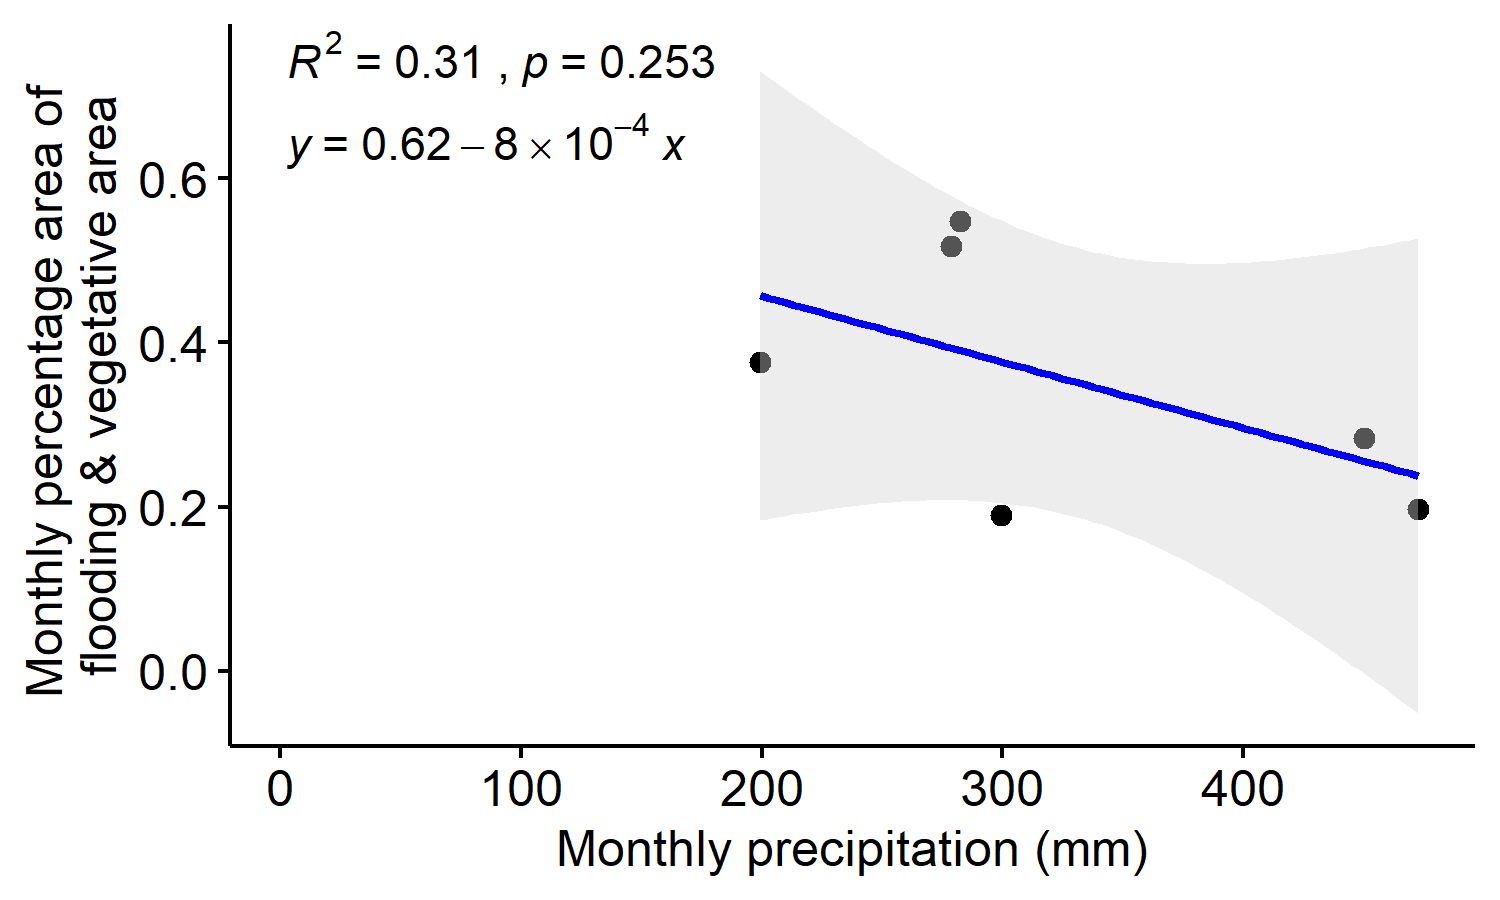 R² = 0.31 , p = 0.253
y = 0.62 − 8 × 10⁻⁴ x
Monthly percentage area of
flooding & vegetative area
0.6
0.4
0.2
0.0
0 100 200 300 400
Monthly precipitation (mm)